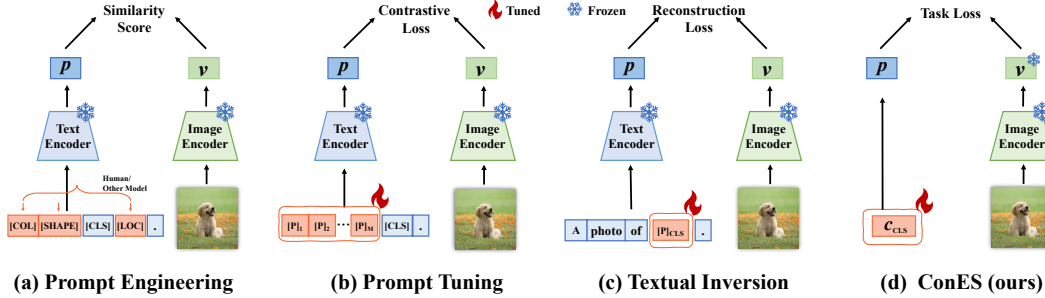 Similarity
Score
p
v
Text
Encoder
Image
Encoder
Human/
Other Model
[COL] [SHAPE] [CLS] [LOC] .
(a) Prompt Engineering
Contrastive
Loss
Tuned
p
v
Text
Encoder
Image
Encoder
[P]1 [P]2 ... [P]M [CLS] .
(b) Prompt Tuning
Frozen
Reconstruction
Loss
p
v
Text
Encoder
Image
Encoder
A photo of [P]CLS .
(c) Textual Inversion
Task Loss
p
v
Image
Encoder
cCLS
(d) ConES (ours)